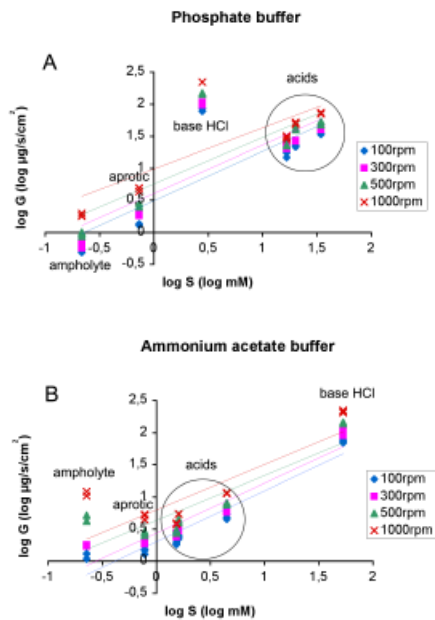 Phosphate buffer
A
2,5
2
1,5
1
0,5
0
-0,5
-1
-1
-0,5
0
0,5
1
1,5
2
log G (log µg/s/cm²)
log S (log mM)
ampholyte
aprotic
base HCl
acids
100rpm
300rpm
500rpm
1000rpm
Ammonium acetate buffer
B
2,5
2
1,5
1
0,5
0
-0,5
-1
-1
-0,5
0
0,5
1
1,5
2
log G (log µg/s/cm²)
log S (log mM)
ampholyte
aprotic
acids
base HCl
100rpm
300rpm
500rpm
1000rpm